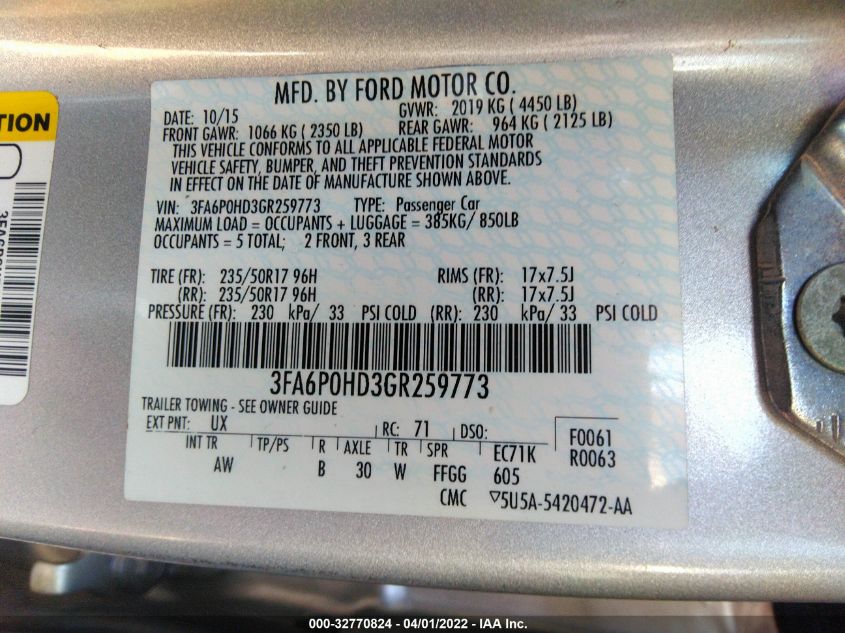 MFD. BY FORD MOTOR CO.
DATE: 10/15 GVWR: 2019 KG ( 4450 LB)
FRONT GAWR: 1066 KG ( 2350 LB) REAR GAWR: 964 KG ( 2125 LB)
THIS VEHICLE CONFORMS TO ALL APPLICABLE FEDERAL MOTOR
VEHICLE SAFETY, BUMPER, AND THEFT PREVENTION STANDARDS
IN EFFECT ON THE DATE OF MANUFACTURE SHOWN ABOVE.
VIN: 3FA6P0HD3GR259773 TYPE: Passenger Car
MAXIMUM LOAD = OCCUPANTS + LUGGAGE = 385KG/ 850LB
OCCUPANTS = 5 TOTAL; 2 FRONT, 3 REAR
TIRE (FR): 235/50R17 96H RIMS (FR): 17x7.5J
(RR): 235/50R17 96H (RR): 17x7.5J
PRESSURE (FR): 230 kPa/ 33 PSI COLD (RR): 230 kPa/ 33 PSI COLD
3FA6P0HD3GR259773
TRAILER TOWING - SEE OWNER GUIDE
EXT PNT: UX RC: 71 DSO: F0061
INT TR TP/PS R AXLE TR SPR EC71K R0063
AW B 30 W FFGG 605
CMC ▽5U5A-5420472-AA
TION
000-32770824 - 04/01/2022 - IAA Inc.